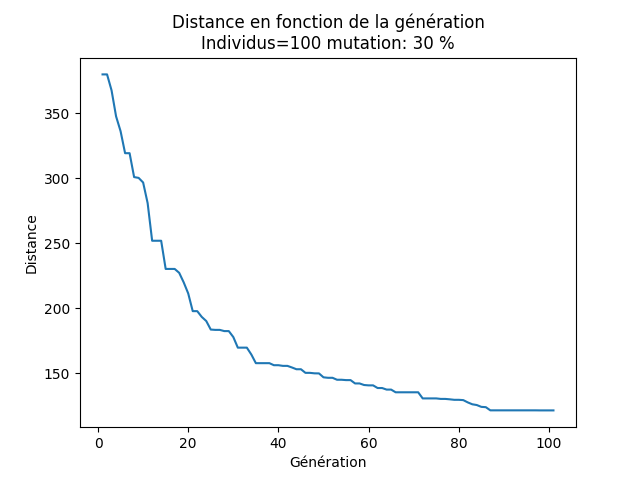 Distance en fonction de la génération
Individus=100 mutation: 30 %
350
300
250
200
150
Distance
0 20 40 60 80 100
Génération